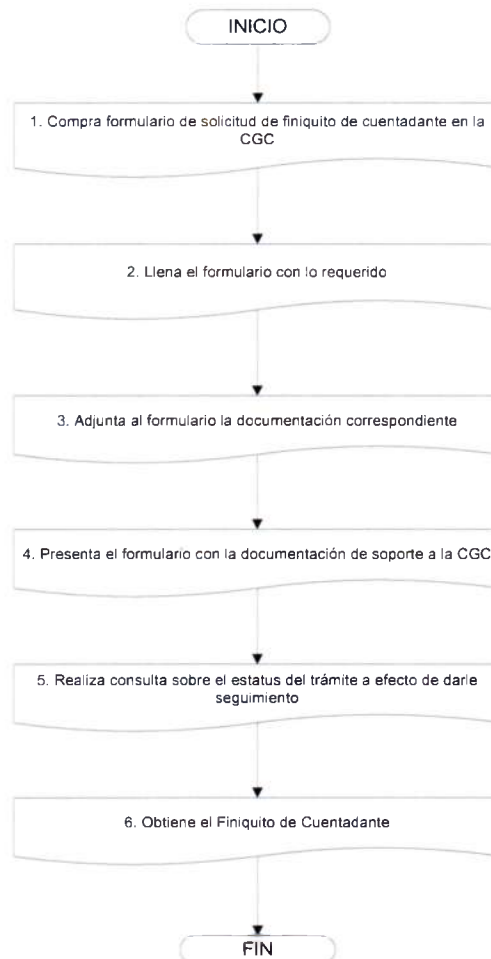 INICIO
1. Compra formulario de solicitud de finiquito de cuentadante en la
CGC
2. Llena el formulario con lo requerido
3. Adjunta al formulario la documentación correspondiente
4. Presenta el formulario con la documentación de soporte a la CGC
5. Realiza consulta sobre el estatus del trámite a efecto de darle
seguimiento
6. Obtiene el Finiquito de Cuentadante
FIN